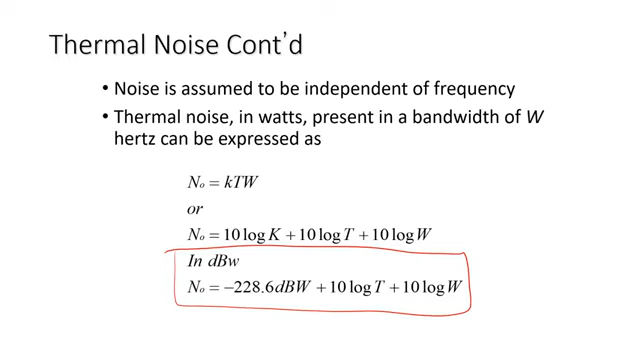 Thermal Noise Cont'd
• Noise is assumed to be independent of frequency
• Thermal noise, in watts, present in a bandwidth of W
hertz can be expressed as
Nₒ = kTW
or
Nₒ = 10 log K + 10 log T + 10 log W
In dBw
Nₒ = −228.6dBW + 10 log T + 10 log W